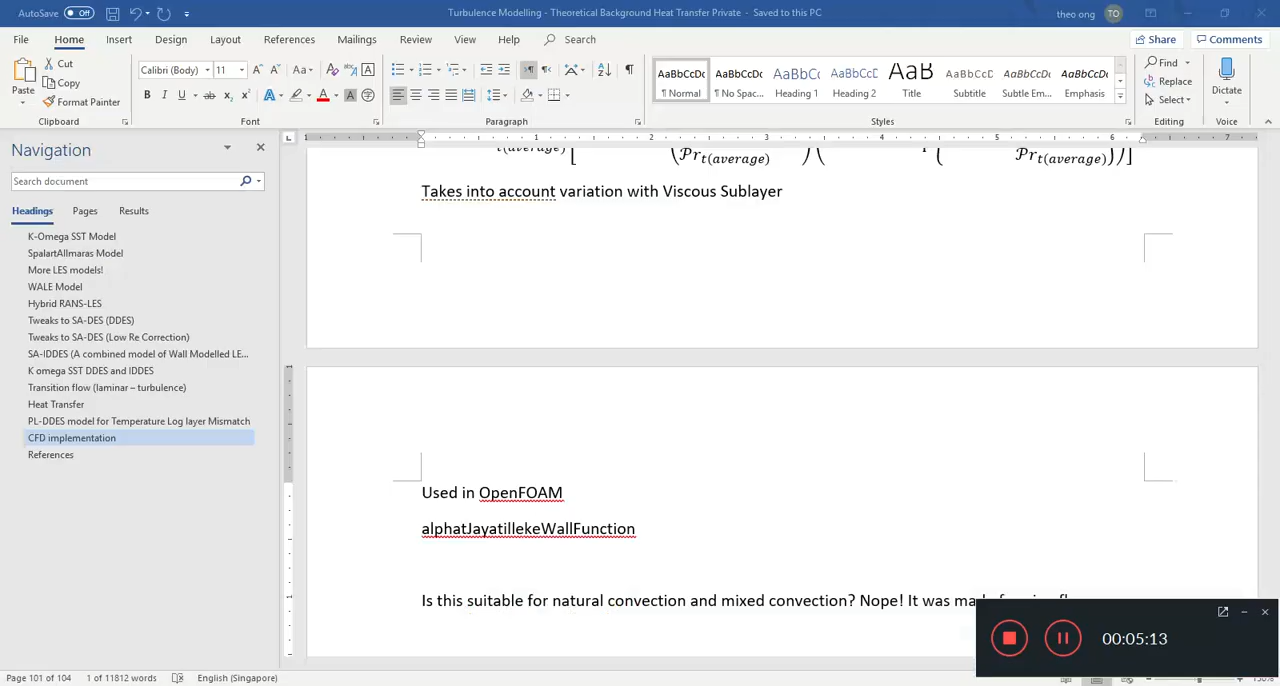 AutoSave Off Turbulence Modelling - Theoretical Background Heat Transfer Private - Saved to this PC theo ong TO
File Home Insert Design Layout References Mailings Review View Help Search Share Comments
Paste Cut Copy Format Painter
Calibri (Body) 11
AaBbCcDc AaBbCcDc AaBbCc AaBbCcE AaB AaBbCcD AaBbCcDc AaBbCcDc
¶ Normal ¶ No Spac... Heading 1 Heading 2 Title Subtitle Subtle Em... Emphasis
Find Replace Select Dictate
Clipboard Font Paragraph Styles Editing Voice
Navigation
Search document
Headings Pages Results
K-Omega SST Model
SpalartAllmaras Model
More LES models!
WALE Model
Hybrid RANS-LES
Tweaks to SA-DES (DDES)
Tweaks to SA-DES (Low Re Correction)
SA-IDDES (A combined model of Wall Modelled LE...
K omega SST DDES and IDDES
Transition flow (laminar – turbulence)
Heat Transfer
PL-DDES model for Temperature Log layer Mismatch
CFD implementation
References
t(average) Pr t(average) Pr t(average)
Takes into account variation with Viscous Sublayer
Used in OpenFOAM
alphatJayatillekeWallFunction
Is this suitable for natural convection and mixed convection? Nope! It was
00:05:13
Page 101 of 104 1 of 11812 words English (Singapore)